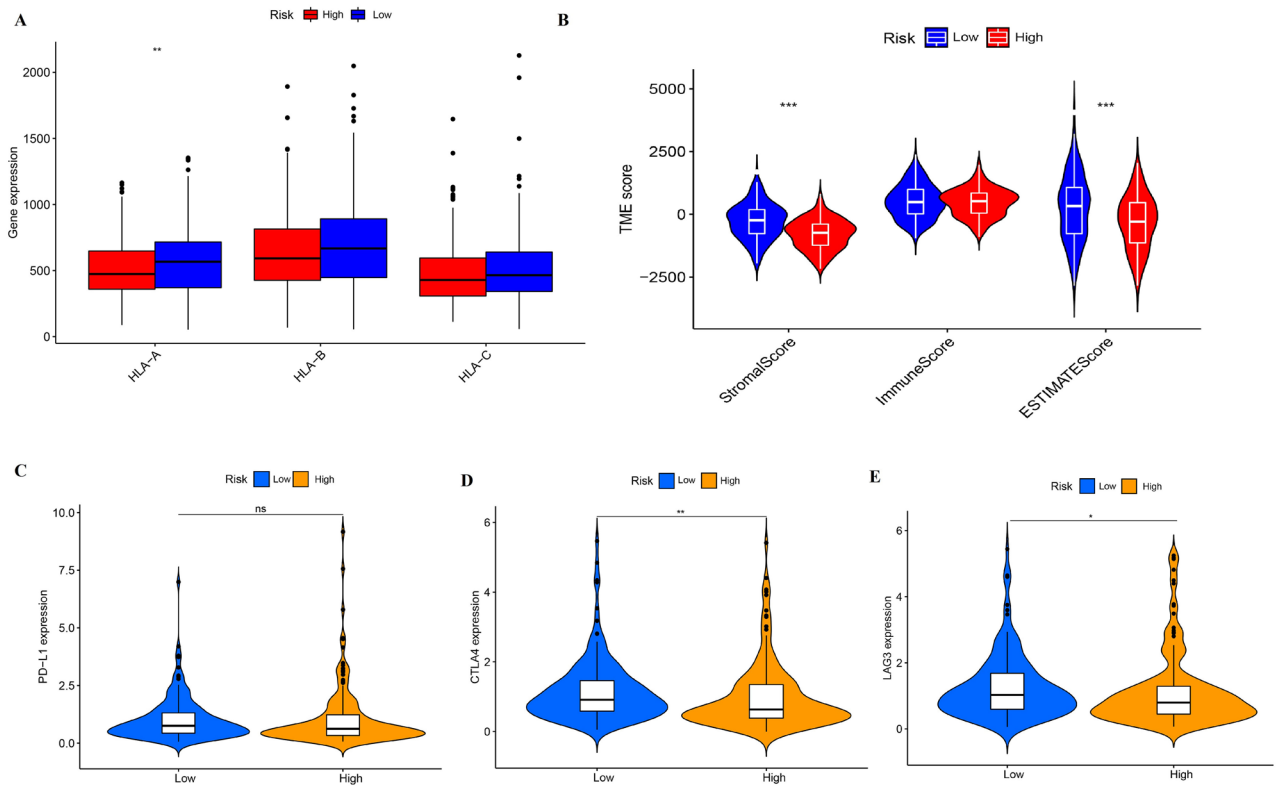 A
Risk High Low
**
Gene expression
2000
1500
1000
500
0
HLA−A
HLA−B
HLA−C
B
Risk Low High
***
***
TME score
5000
2500
0
−2500
StromalScore
ImmuneScore
ESTIMATEScore
C
Risk Low High
ns
PD−L1 expression
10.0
7.5
5.0
2.5
0.0
Low
High
D
Risk Low High
**
CTLA4 expression
6
4
2
0
Low
High
E
Risk Low High
*
LAG3 expression
6
4
2
0
Low
High